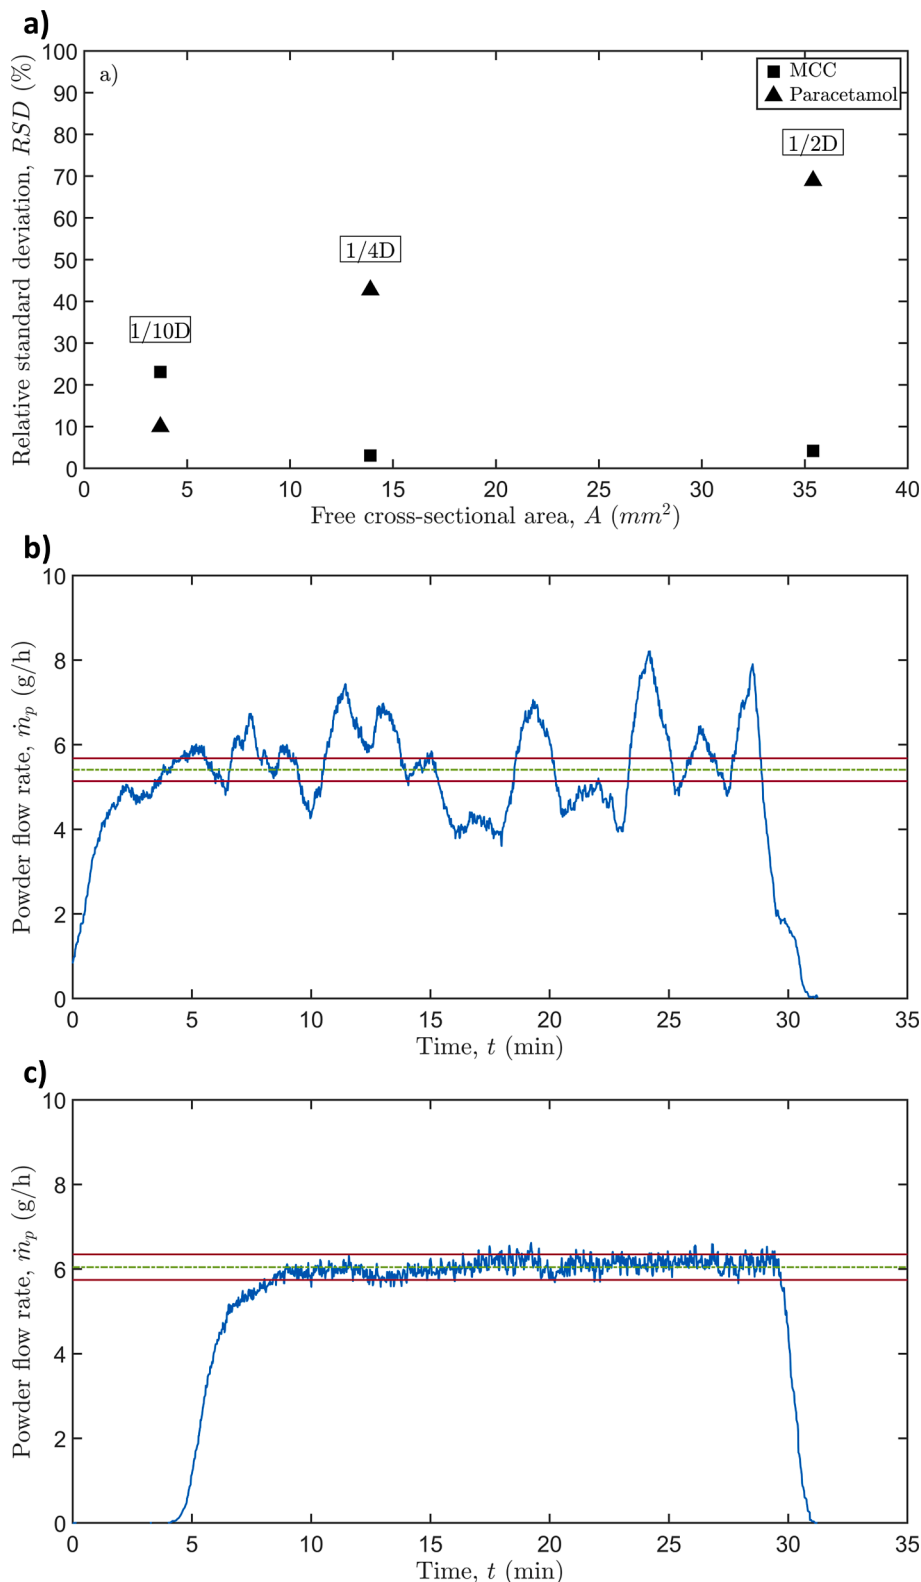 a)
100
90
80
70
60
50
40
30
20
10
0
Relative standard deviation, RSD (%)
a)
MCC
Paracetamol
1/2D
1/4D
1/10D
0 5 10 15 20 25 30 35 40
Free cross-sectional area, A (mm²)
b)
10
8
6
4
2
0
Powder flow rate, ṁₚ (g/h)
0 5 10 15 20 25 30 35
Time, t (min)
c)
10
8
6
4
2
0
Powder flow rate, ṁₚ (g/h)
0 5 10 15 20 25 30 35
Time, t (min)